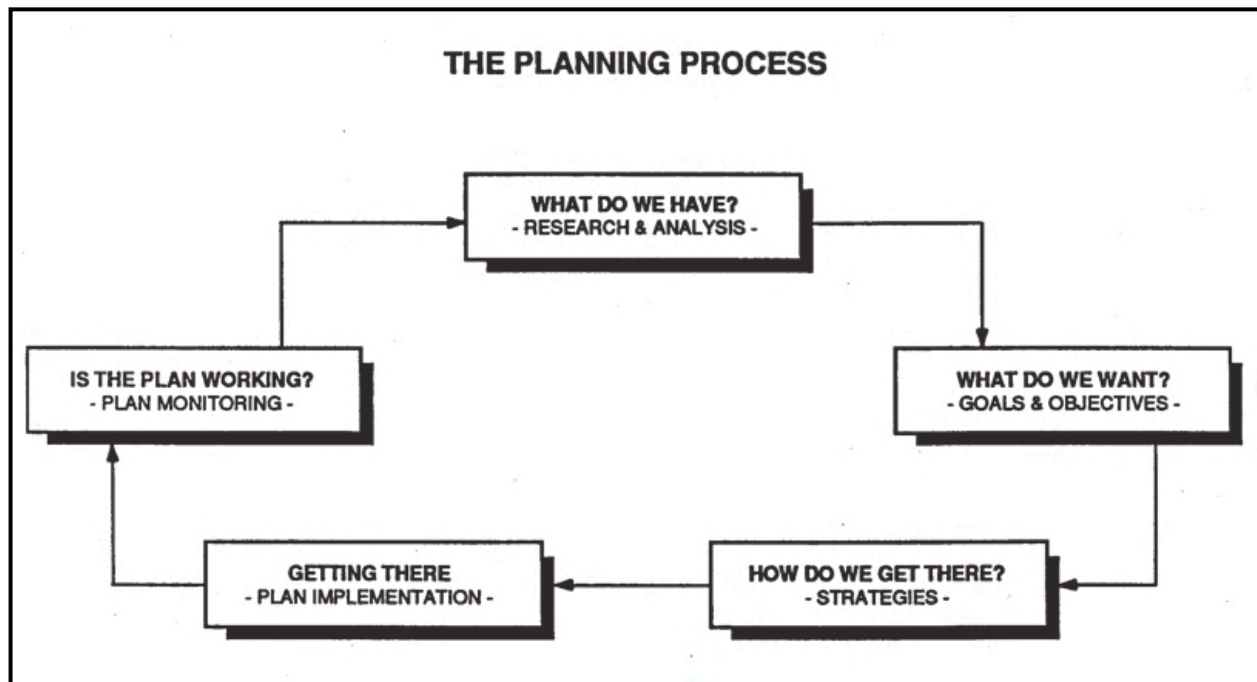 THE PLANNING PROCESS
WHAT DO WE HAVE?
- RESEARCH & ANALYSIS -
WHAT DO WE WANT?
- GOALS & OBJECTIVES -
HOW DO WE GET THERE?
- STRATEGIES -
GETTING THERE
- PLAN IMPLEMENTATION -
IS THE PLAN WORKING?
- PLAN MONITORING -